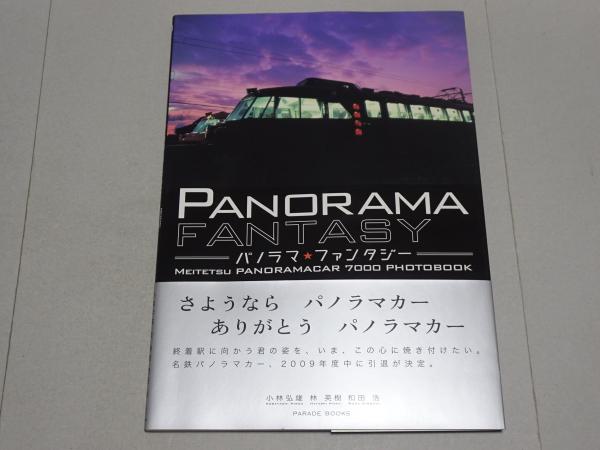 PANORAMA
FANTASY
パノラマ★ファンタジー
MEITETSU PANORAMACAR 7000 PHOTOBOOK
さようなら パノラマカー
ありがとう パノラマカー
終着駅に向かう君の姿を、いま、この心に焼き付けたい。
名鉄パノラマカー、2009年度中に引退が決定。
小林弘雄 林 英樹 和田 浩
PARADE BOOKS